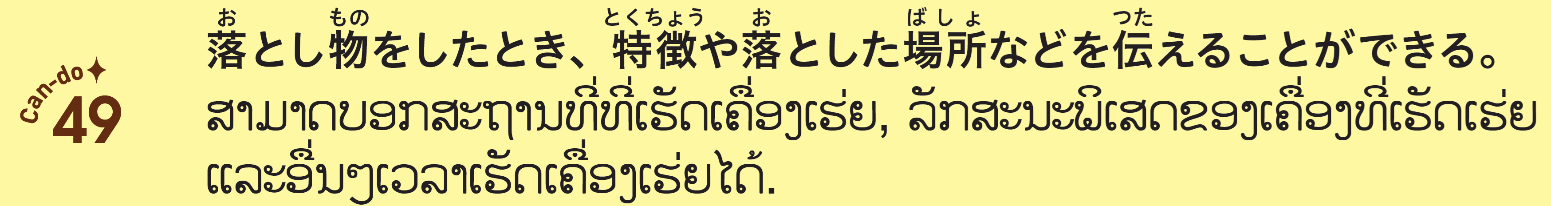 お もの とくちょう お ばしょ つた
落とし物をしたとき、特徴や落とした場所などを伝えることができる。
can-do
49
ສາມາດບອກສະຖານທີ່ທີ່ເຮັດເຄື່ອງເຮ່ຍ, ລັກສະນະພິເສດຂອງເຄື່ອງທີ່ເຮັດເຮ່ຍ
ແລະອື່ນໆເວລາເຮັດເຄື່ອງເຮ່ຍໄດ້.